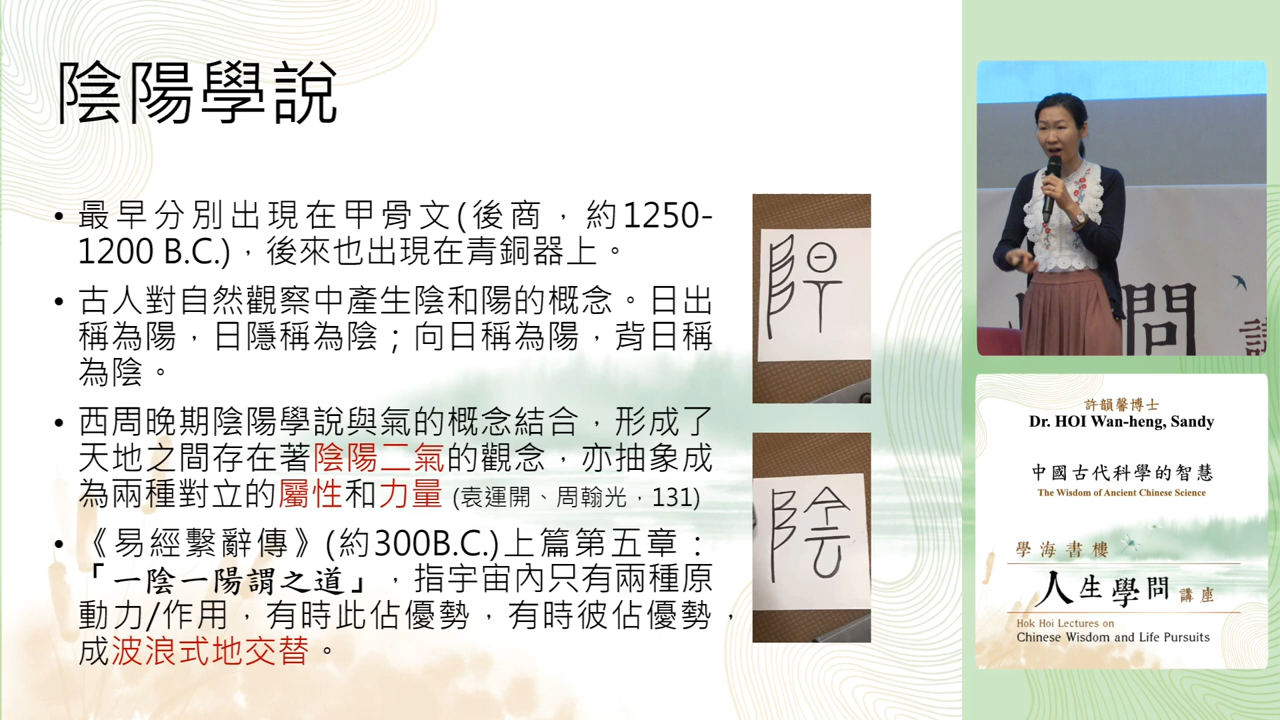 陰陽學說
• 最早分別出現在甲骨文(後商，約1250-
1200 B.C.)，後來也出現在青銅器上。
• 古人對自然觀察中產生陰和陽的概念。日出
稱為陽，日隱稱為陰；向日稱為陽，背日稱
為陰。
• 西周晚期陰陽學說與氣的概念結合，形成了
天地之間存在著陰陽二氣的觀念，亦抽象成
為兩種對立的屬性和力量 (袁運開、周翰光，131)
• 《易經繫辭傳》(約300B.C.)上篇第五章：
「一陰一陽謂之道」，指宇宙內只有兩種原
動力/作用，有時此佔優勢，有時彼佔優勢，
成波浪式地交替。
問
許韻馨博士
Dr. HOI Wan-heng, Sandy
中國古代科學的智慧
The Wisdom of Ancient Chinese Science
學海書樓
人生學問講座
Hok Hoi Lectures on
Chinese Wisdom and Life Pursuits